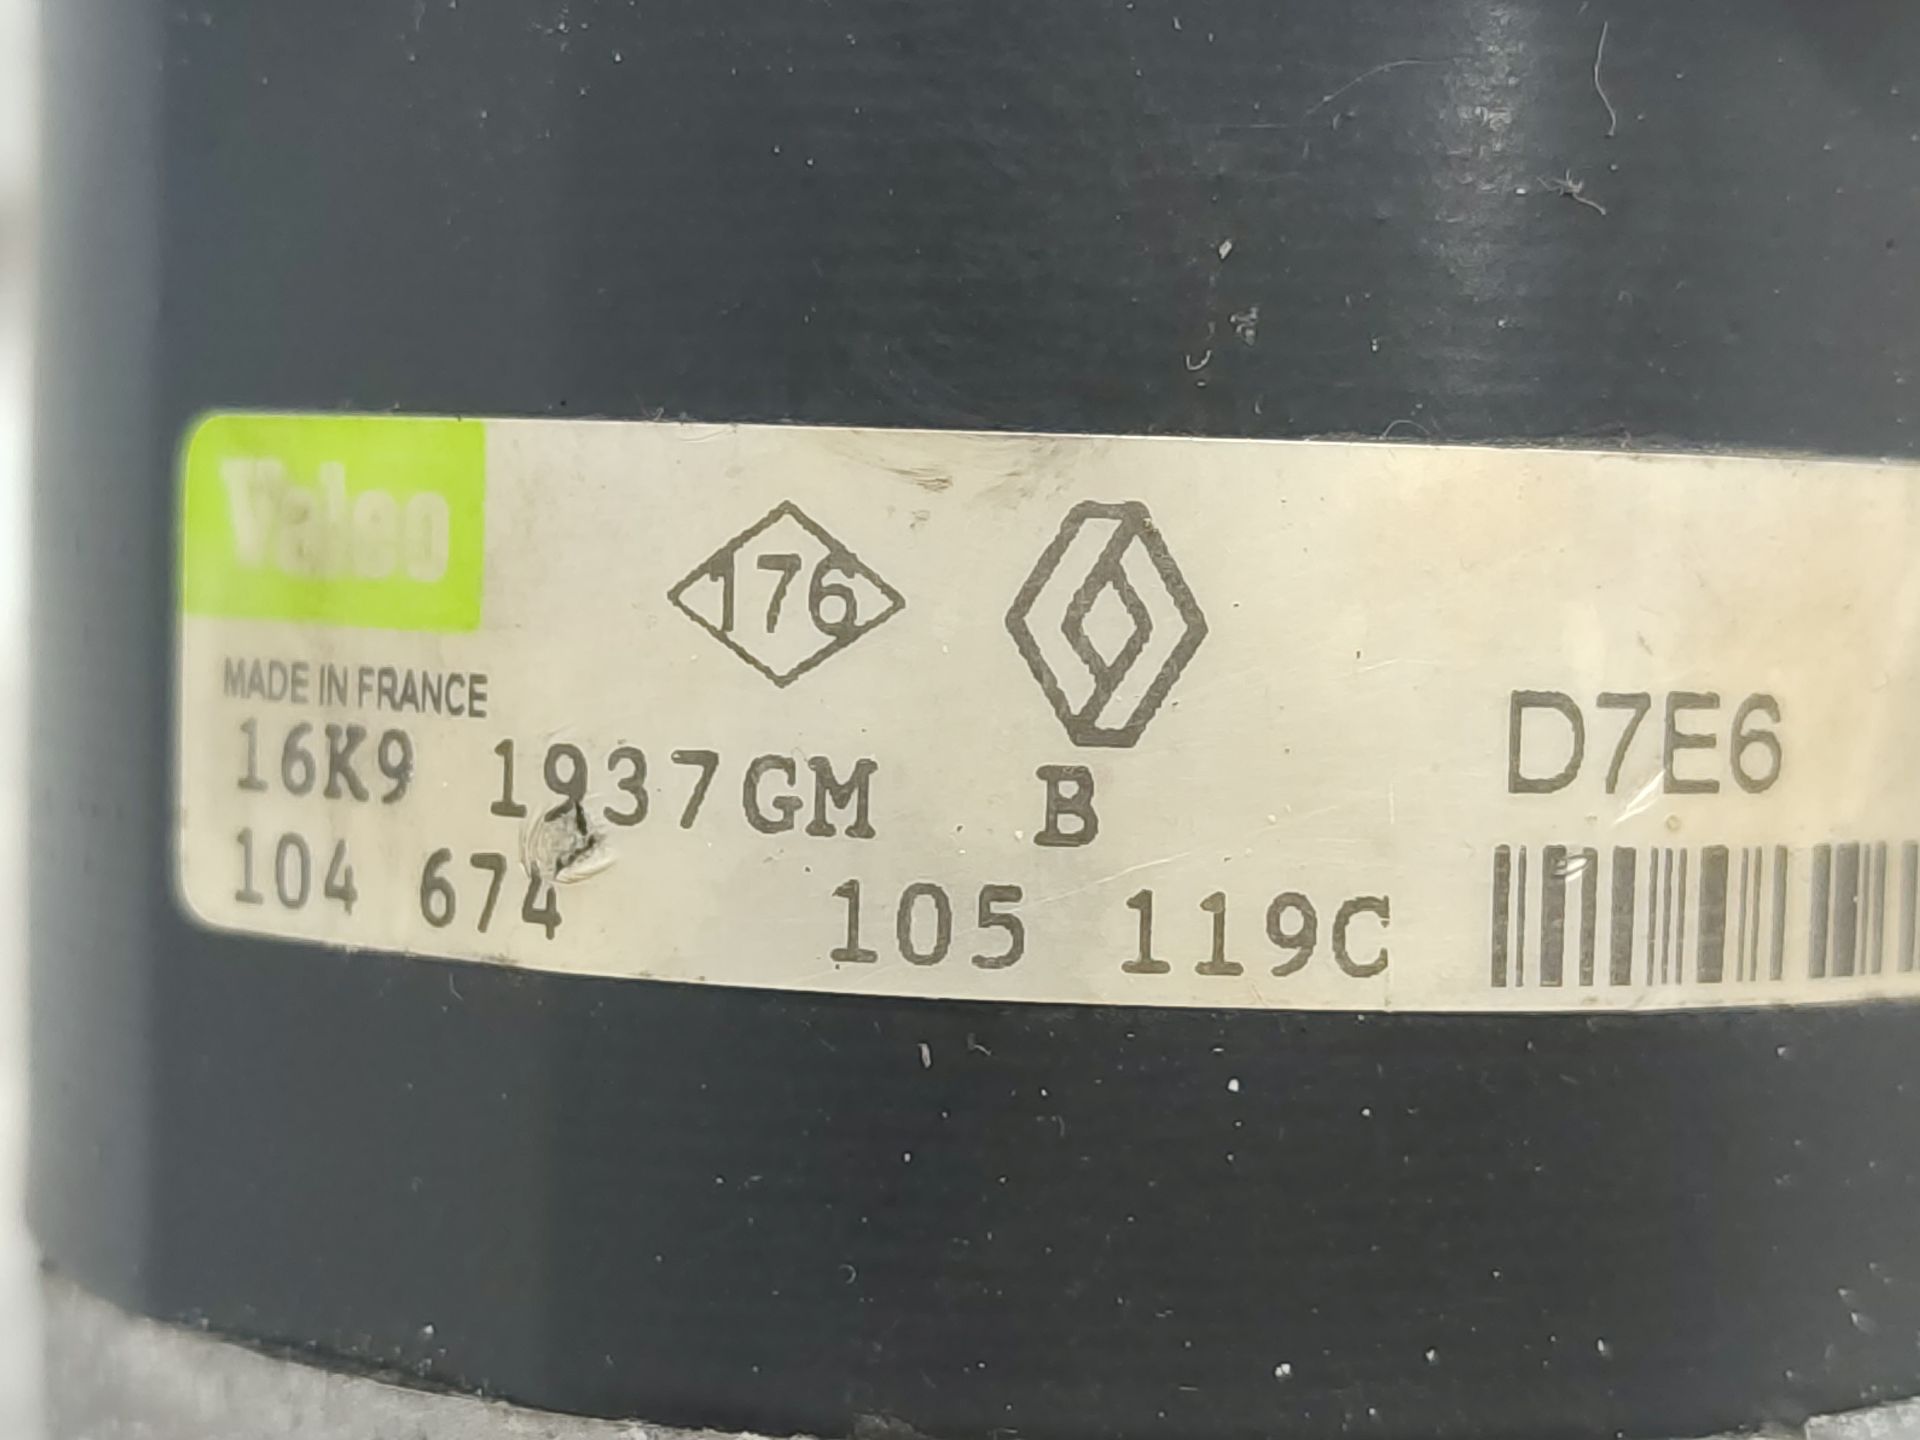 Valeo
176
MADE IN FRANCE
16K9 1937GM B D7E6
104 674 105 119C